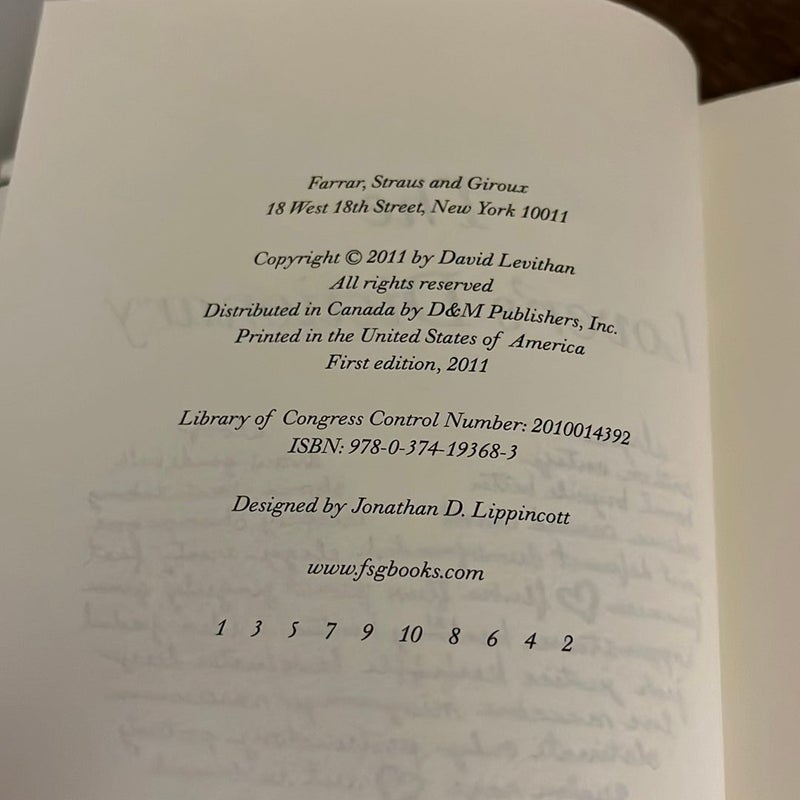 Farrar, Straus and Giroux
18 West 18th Street, New York 10011
Copyright © 2011 by David Levithan
All rights reserved
Distributed in Canada by D&M Publishers, Inc.
Printed in the United States of America
First edition, 2011
Library of Congress Control Number: 2010014392
ISBN: 978-0-374-19368-3
Designed by Jonathan D. Lippincott
www.fsgbooks.com
1 3 5 7 9 10 8 6 4 2